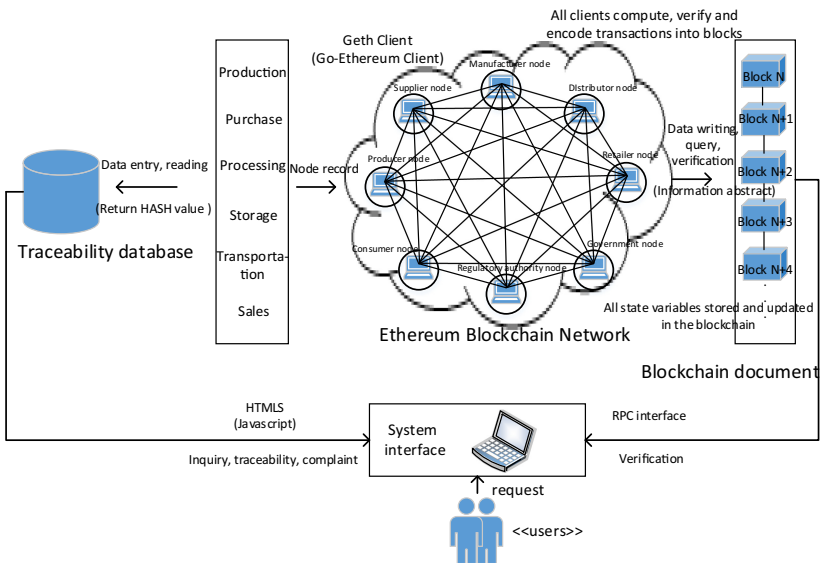 All clients compute, verify and
encode transactions into blocks
Geth Client
(Go-Ethereum Client)
Production
Purchase
Processing
Storage
Transporta-
tion
Sales
Data entry, reading
(Return HASH value )
Traceability database
Node record
Manufacturer node
Supplier node
Distributor node
Producer node
Retailer node
Consumer node
Government node
Regulatory authority node
Ethereum Blockchain Network
Data writing,
query,
verification
(Information abstract)
Block N
Block N+1
Block N+2
Block N+3
Block N+4
All state variables stored and updated
in the blockchain
Blockchain document
HTMLS
(Javascript)
Inquiry, traceability, complaint
System
interface
RPC interface
Verification
request
<<users>>